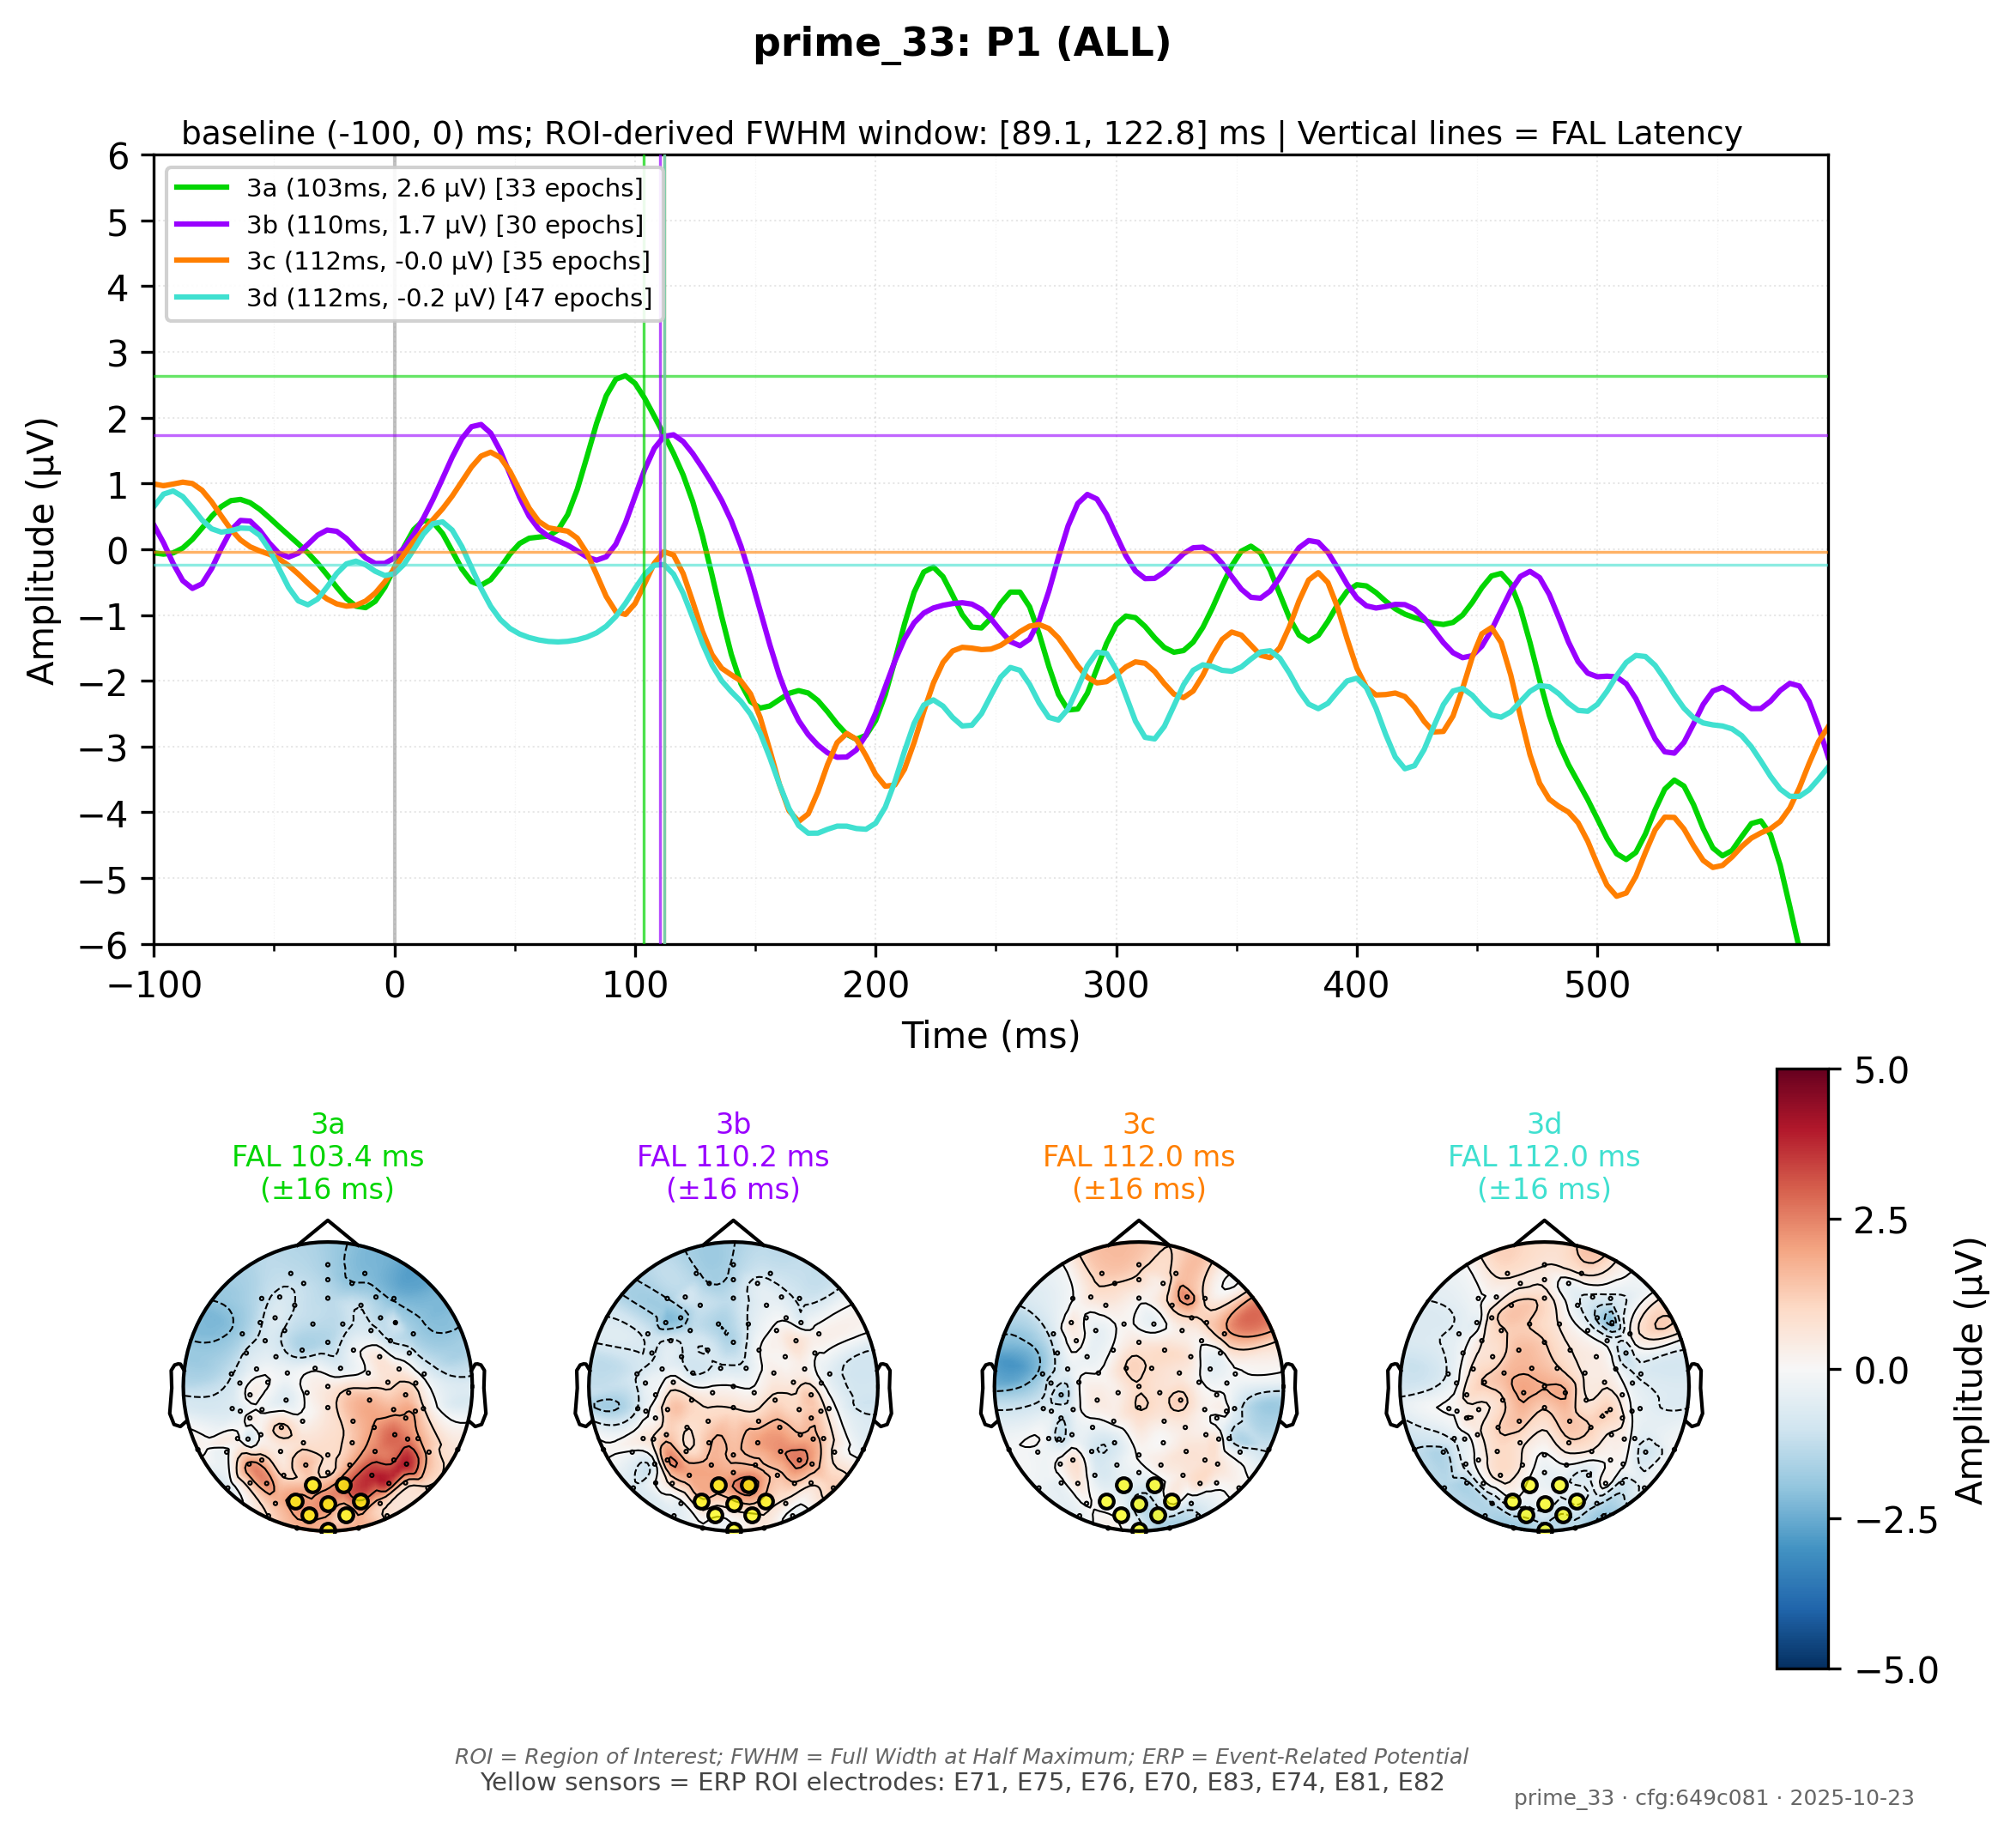 prime_33: P1 (ALL)
baseline (-100, 0) ms; ROI-derived FWHM window: [89.1, 122.8] ms | Vertical lines = FAL Latency
3a (103ms, 2.6 µV) [33 epochs]
3b (110ms, 1.7 µV) [30 epochs]
3c (112ms, -0.0 µV) [35 epochs]
3d (112ms, -0.2 µV) [47 epochs]
Amplitude (µV)
6
5
4
3
2
1
0
−1
−2
−3
−4
−5
−6
−100 0 100 200 300 400 500
Time (ms)
3a
FAL 103.4 ms
(±16 ms)
3b
FAL 110.2 ms
(±16 ms)
3c
FAL 112.0 ms
(±16 ms)
3d
FAL 112.0 ms
(±16 ms)
5.0
2.5
0.0
−2.5
−5.0
Amplitude (µV)
ROI = Region of Interest; FWHM = Full Width at Half Maximum; ERP = Event-Related Potential
Yellow sensors = ERP ROI electrodes: E71, E75, E76, E70, E83, E74, E81, E82
prime_33 · cfg:649c081 · 2025-10-23